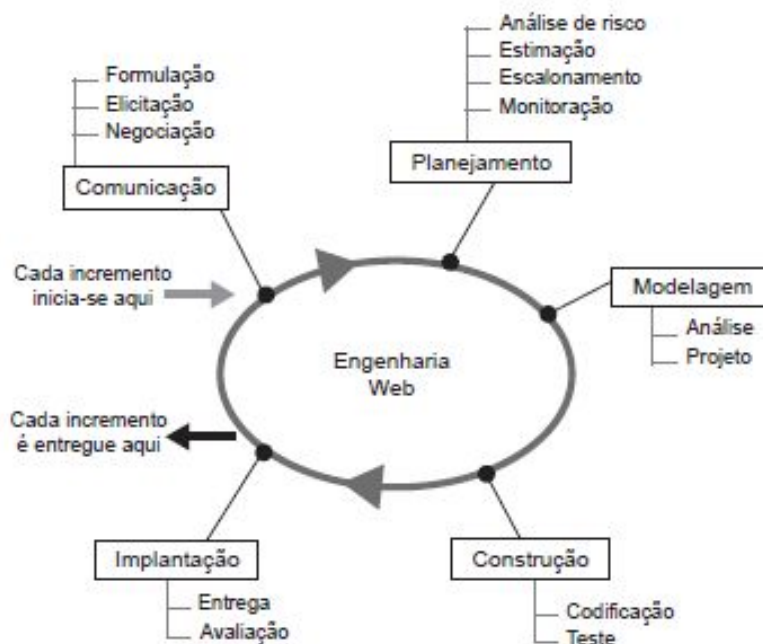 Análise de risco
Estimação
Escalonamento
Monitoração
Planejamento
Formulação
Elicitação
Negociação
Comunicação
Cada incremento
inicia-se aqui
Modelagem
Análise
Projeto
Engenharia
Web
Cada incremento
é entregue aqui
Implantação
Entrega
Avaliação
Construção
Codificação
Teste